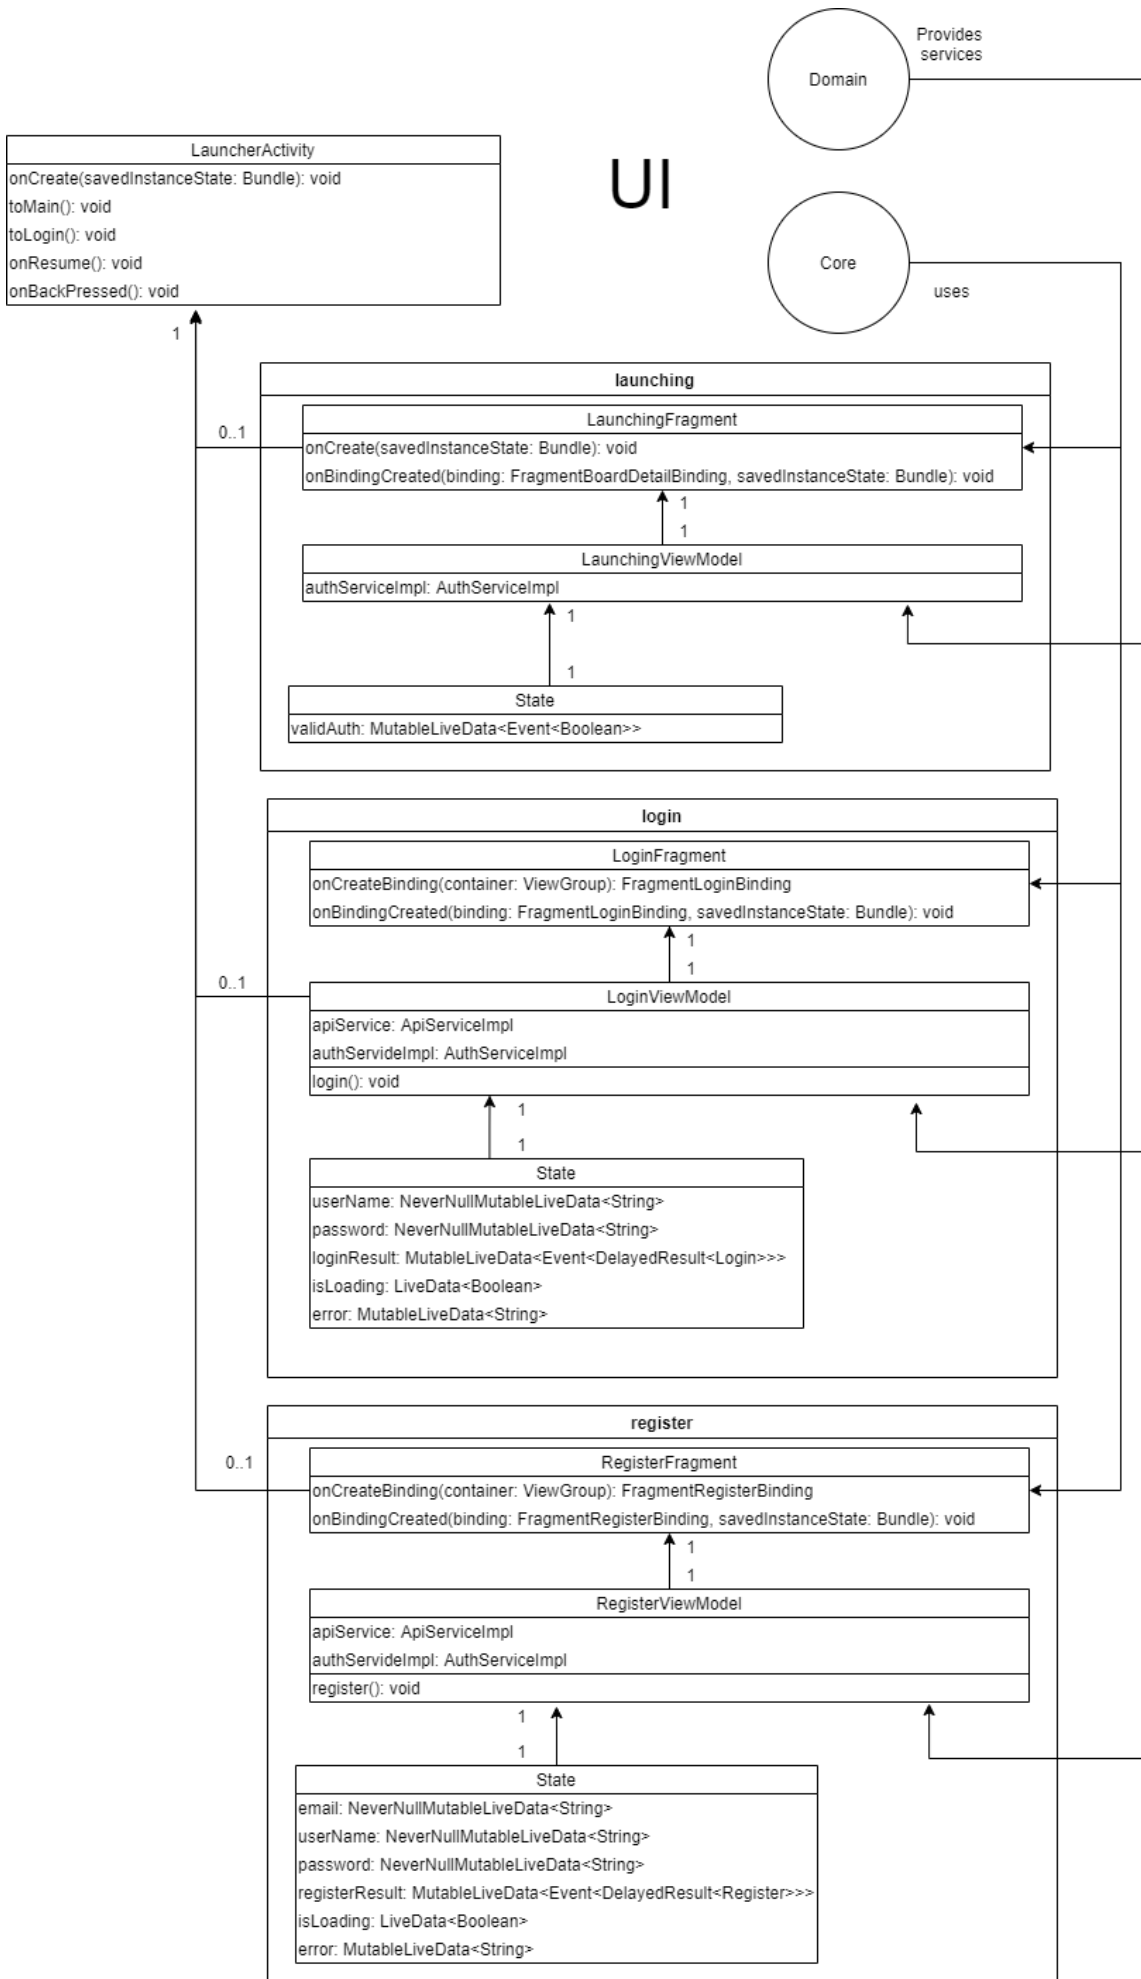 Provides
services
Domain
LauncherActivity
onCreate(savedInstanceState: Bundle): void
toMain(): void
toLogin(): void
onResume(): void
onBackPressed(): void
UI
Core
uses
1
launching
0..1
LaunchingFragment
onCreate(savedInstanceState: Bundle): void
onBindingCreated(binding: FragmentBoardDetailBinding, savedInstanceState: Bundle): void
1
1
LaunchingViewModel
authServiceImpl: AuthServiceImpl
1
1
State
validAuth: MutableLiveData<Event<Boolean>>
login
LoginFragment
onCreateBinding(container: ViewGroup): FragmentLoginBinding
onBindingCreated(binding: FragmentLoginBinding, savedInstanceState: Bundle): void
1
1
0..1
LoginViewModel
apiService: ApiServiceImpl
authServideImpl: AuthServiceImpl
login(): void
1
1
State
userName: NeverNullMutableLiveData<String>
password: NeverNullMutableLiveData<String>
loginResult: MutableLiveData<Event<DelayedResult<Login>>>
isLoading: LiveData<Boolean>
error: MutableLiveData<String>
register
0..1
RegisterFragment
onCreateBinding(container: ViewGroup): FragmentRegisterBinding
onBindingCreated(binding: FragmentRegisterBinding, savedInstanceState: Bundle): void
1
1
RegisterViewModel
apiService: ApiServiceImpl
authServideImpl: AuthServiceImpl
register(): void
1
1
State
email: NeverNullMutableLiveData<String>
userName: NeverNullMutableLiveData<String>
password: NeverNullMutableLiveData<String>
registerResult: MutableLiveData<Event<DelayedResult<Register>>>
isLoading: LiveData<Boolean>
error: MutableLiveData<String>